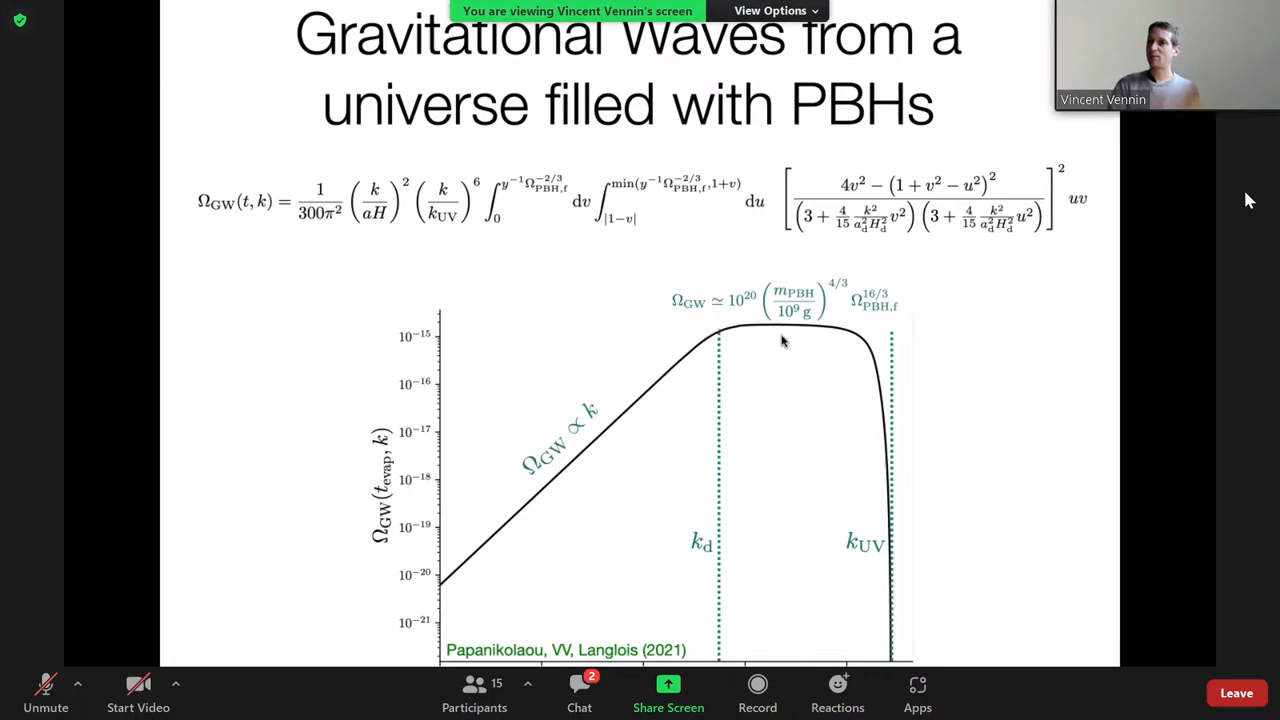 You are viewing Vincent Vennin's screen
View Options
Gravitational Waves from a
universe filled with PBHs
Vincent Vennin
Ω_GW(t, k) = 1/(300π²) (k/(aH))² (k/k_UV)⁶ ∫₀^{y⁻¹Ω_PBH,f^{-2/3}} dv ∫_{|1−v|}^{min(y⁻¹Ω_PBH,f^{-2/3}, 1+v)} du [ (4v² − (1 + v² − u²)²) / ((3 + 4/15 k²/(a_d² H_d²) v²)(3 + 4/15 k²/(a_d² H_d²) u²)) ]² uv
Ω_GW ≃ 10²⁰ (m_PBH/10⁹ g)^{4/3} Ω_PBH,f^{16/3}
10⁻¹⁵
10⁻¹⁶
10⁻¹⁷
10⁻¹⁸
10⁻¹⁹
10⁻²⁰
10⁻²¹
Ω_GW(t_evap, k)
Ω_GW ∝ k
k_d
k_UV
Papanikolaou, VV, Langlois (2021)
Unmute
Start Video
15
Participants
2
Chat
Share Screen
Record
Reactions
Apps
Leave